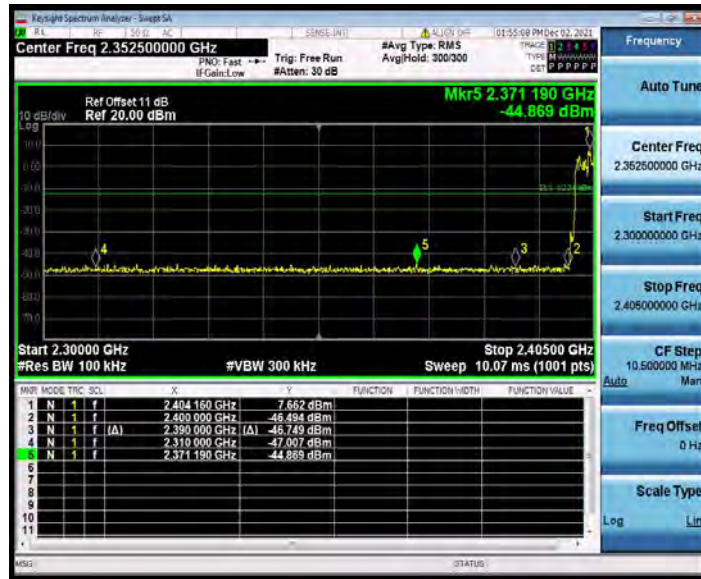 Keysight Spectrum Analyzer - Swept SA
RL RF 50 Ω AC SENSE:INT ALIGN OFF 01:55:08 PM Dec 02, 2021
Center Freq 2.352500000 GHz
PNO: Fast
IFGain:Low
Trig: Free Run
#Atten: 30 dB
#Avg Type: RMS
Avg|Hold: 300/300
TRACE 1 2 3 4 5 6
TYPE M
DET P P P P P P
Ref Offset 11 dB
10 dB/div Ref 20.00 dBm
Log
Mkr5 2.371 190 GHz
-44.869 dBm
1
4
5
3
2
Start 2.30000 GHz
Stop 2.40500 GHz
#Res BW 100 kHz
#VBW 300 kHz
Sweep 10.07 ms (1001 pts)
MKR MODE TRC SCL X Y FUNCTION FUNCTION WIDTH FUNCTION VALUE
1 N 1 f 2.404 160 GHz 7.662 dBm
2 N 1 f 2.400 000 GHz -46.494 dBm
3 N 1 f (Δ) 2.390 000 GHz (Δ) -46.749 dBm
4 N 1 f 2.310 000 GHz -47.007 dBm
5 N 1 f 2.371 190 GHz -44.869 dBm
6
7
8
9
10
11
MSG
STATUS
Frequency
Auto Tune
Center Freq
2.352500000 GHz
Start Freq
2.300000000 GHz
Stop Freq
2.405000000 GHz
CF Step
10.500000 MHz
Auto Man
Freq Offset
0 Hz
Scale Type
Log Lin